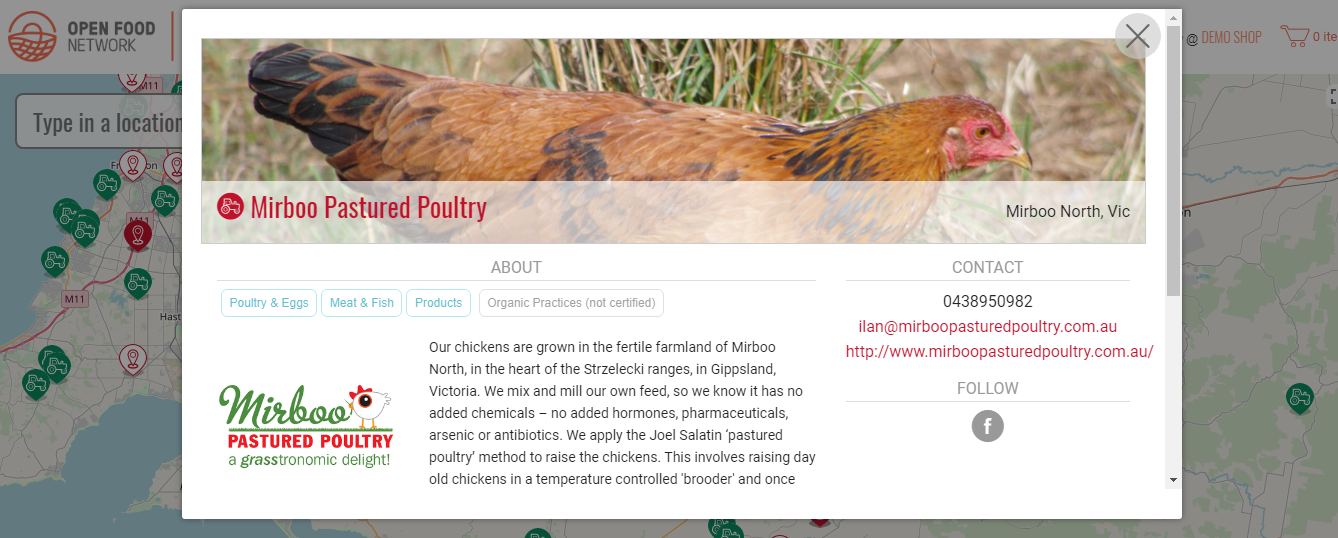 OPEN FOOD
NETWORK
@ DEMO SHOP
0 ite
M11
Type in a location
M11
M11
Hast
Mirboo Pastured Poultry
Mirboo North, Vic
ABOUT
Poultry & Eggs
Meat & Fish
Products
Organic Practices (not certified)
Mirboo
PASTURED POULTRY
a grasstronomic delight!
Our chickens are grown in the fertile farmland of Mirboo
North, in the heart of the Strzelecki ranges, in Gippsland,
Victoria. We mix and mill our own feed, so we know it has no
added chemicals – no added hormones, pharmaceuticals,
arsenic or antibiotics. We apply the Joel Salatin ‘pastured
poultry’ method to raise the chickens. This involves raising day
old chickens in a temperature controlled 'brooder' and once
CONTACT
0438950982
ilan@mirboopasturedpoultry.com.au
http://www.mirboopasturedpoultry.com.au/
FOLLOW
f